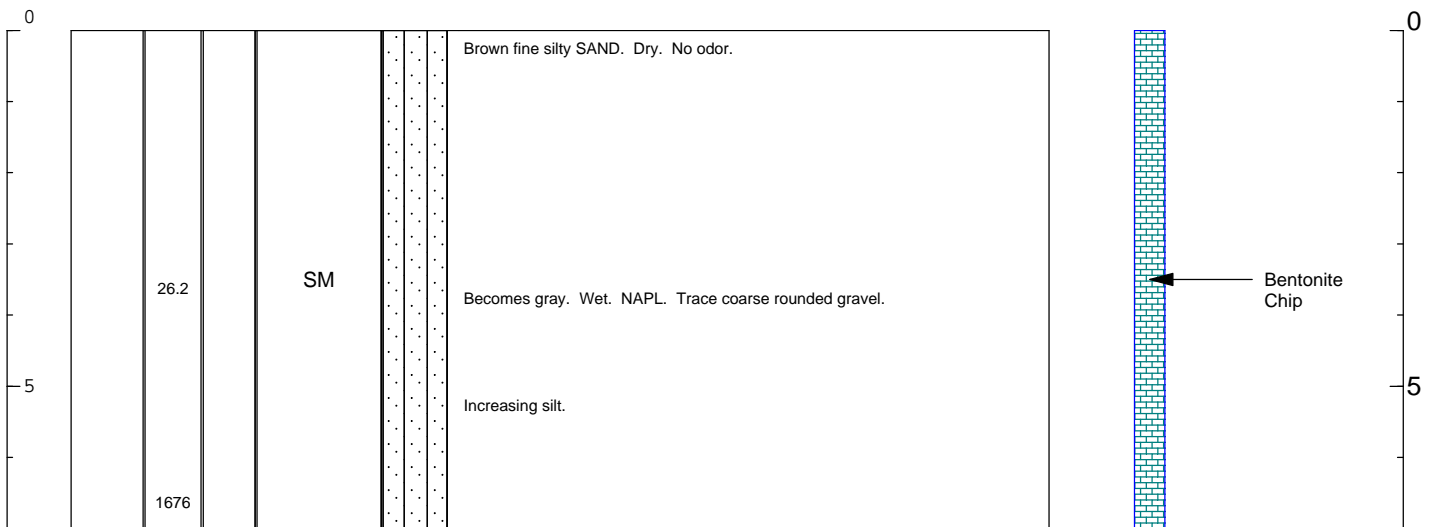 0
0
Brown fine silty SAND. Dry. No odor.
SM
Bentonite
Chip
26.2
Becomes gray. Wet. NAPL. Trace coarse rounded gravel.
5
5
Increasing silt.
1676